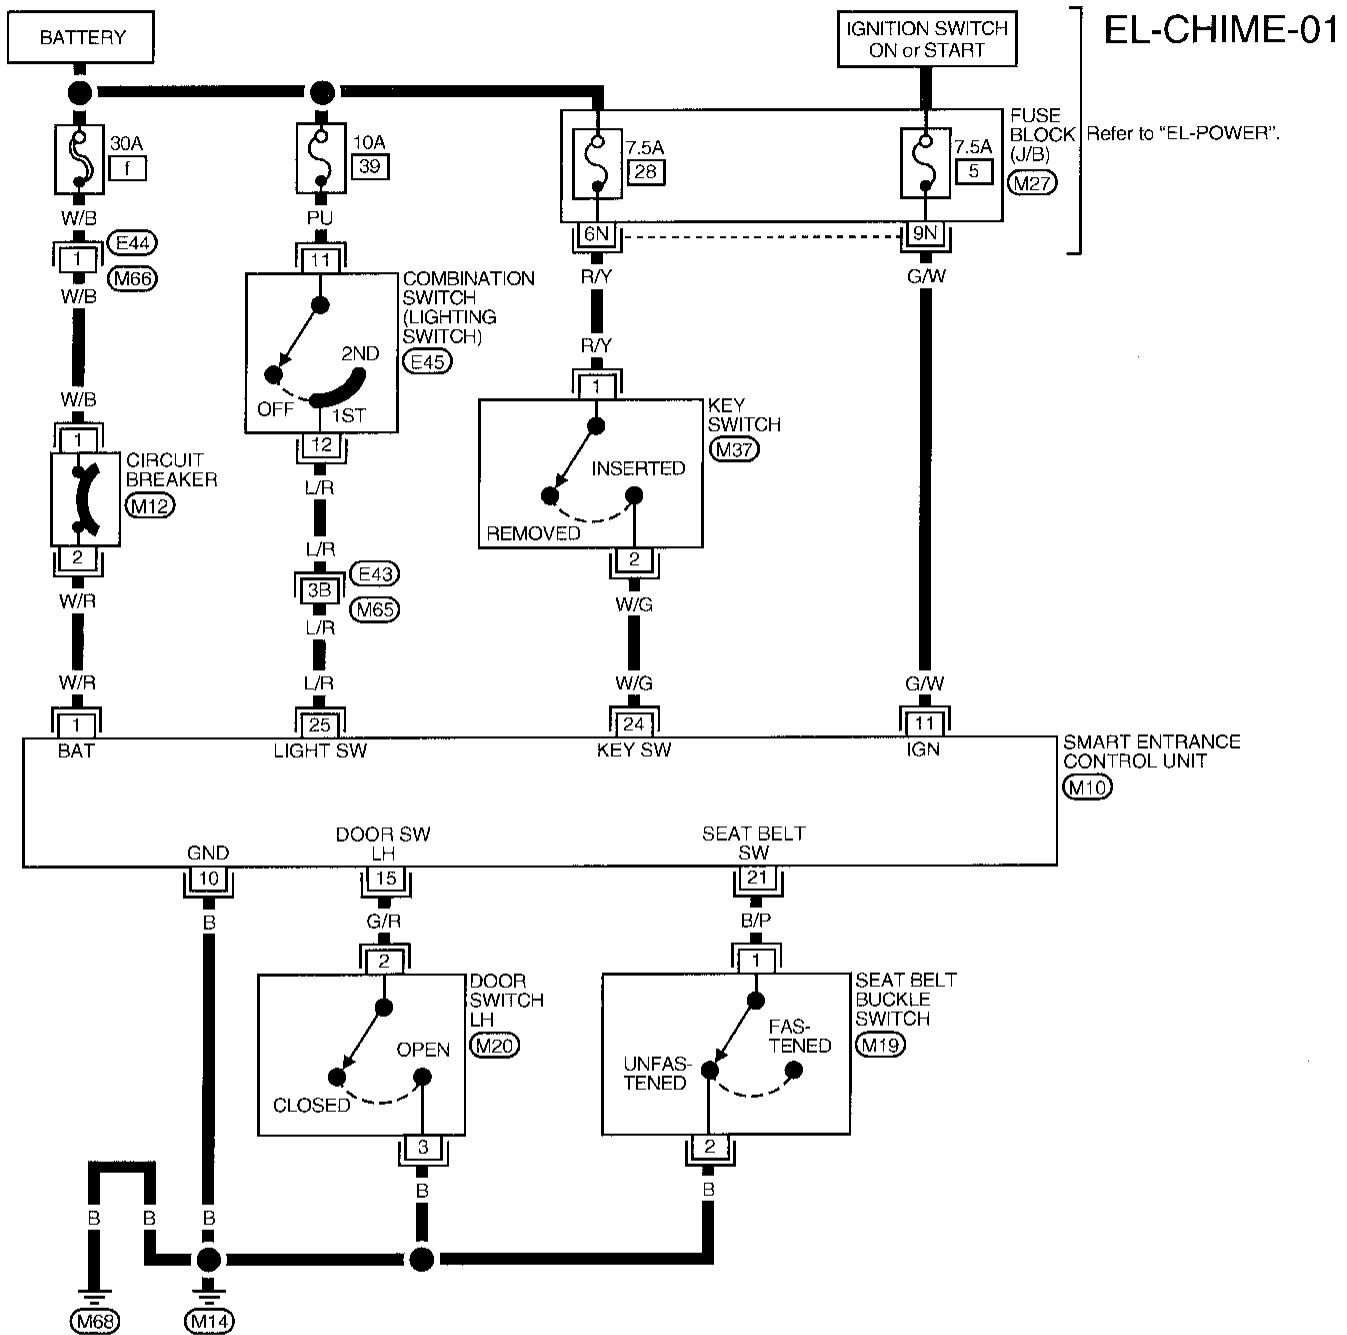 EL-CHIME-01
BATTERY
IGNITION SWITCH
ON or START
30A
f
10A
39
7.5A
28
7.5A
5
FUSE
BLOCK
(J/B)
M27
Refer to "EL-POWER".
W/B
PU
6N
9N
E44
1
M66
11
W/B
R/Y
G/W
COMBINATION
SWITCH
(LIGHTING
SWITCH)
E45
2ND
OFF
1ST
R/Y
W/B
1
1
12
KEY
SWITCH
M37
CIRCUIT
BREAKER
M12
INSERTED
REMOVED
L/R
L/R
2
2
E43
3B
M65
W/R
W/G
L/R
W/R
L/R
W/G
G/W
1
25
24
11
BAT
LIGHT SW
KEY SW
IGN
SMART ENTRANCE
CONTROL UNIT
M10
GND
DOOR SW
LH
SEAT BELT
SW
10
15
21
B
G/R
B/P
2
1
DOOR
SWITCH
LH
M20
OPEN
CLOSED
SEAT BELT
BUCKLE
SWITCH
M19
FAS-
TENED
UNFAS-
TENED
3
2
B
B
B
B
B
M68
M14